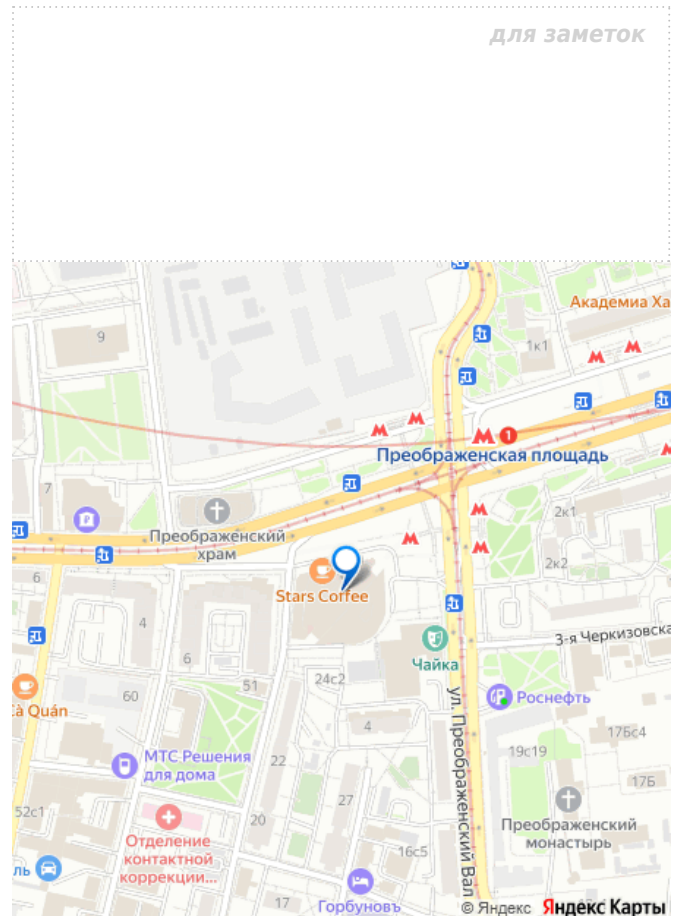 для заметок
Академиа Ха
9
1к1
1
Преображенская площадь
7
Преображенский
храм
2к1
6
2к2
Stars Coffee
4
3-я Черкизовска
6
Чайка
24с2
51
60
à Quán
Роснефть
ул. Преображенский Вал
4
17Бс4
МТС Решения
для дома
22
19с19
17Б
27
52с1
20
Преображенский
монастырь
Отделение
контактной
коррекции...
16с5
ль
17
Горбуновъ
© Яндекс
Яндекс Карты